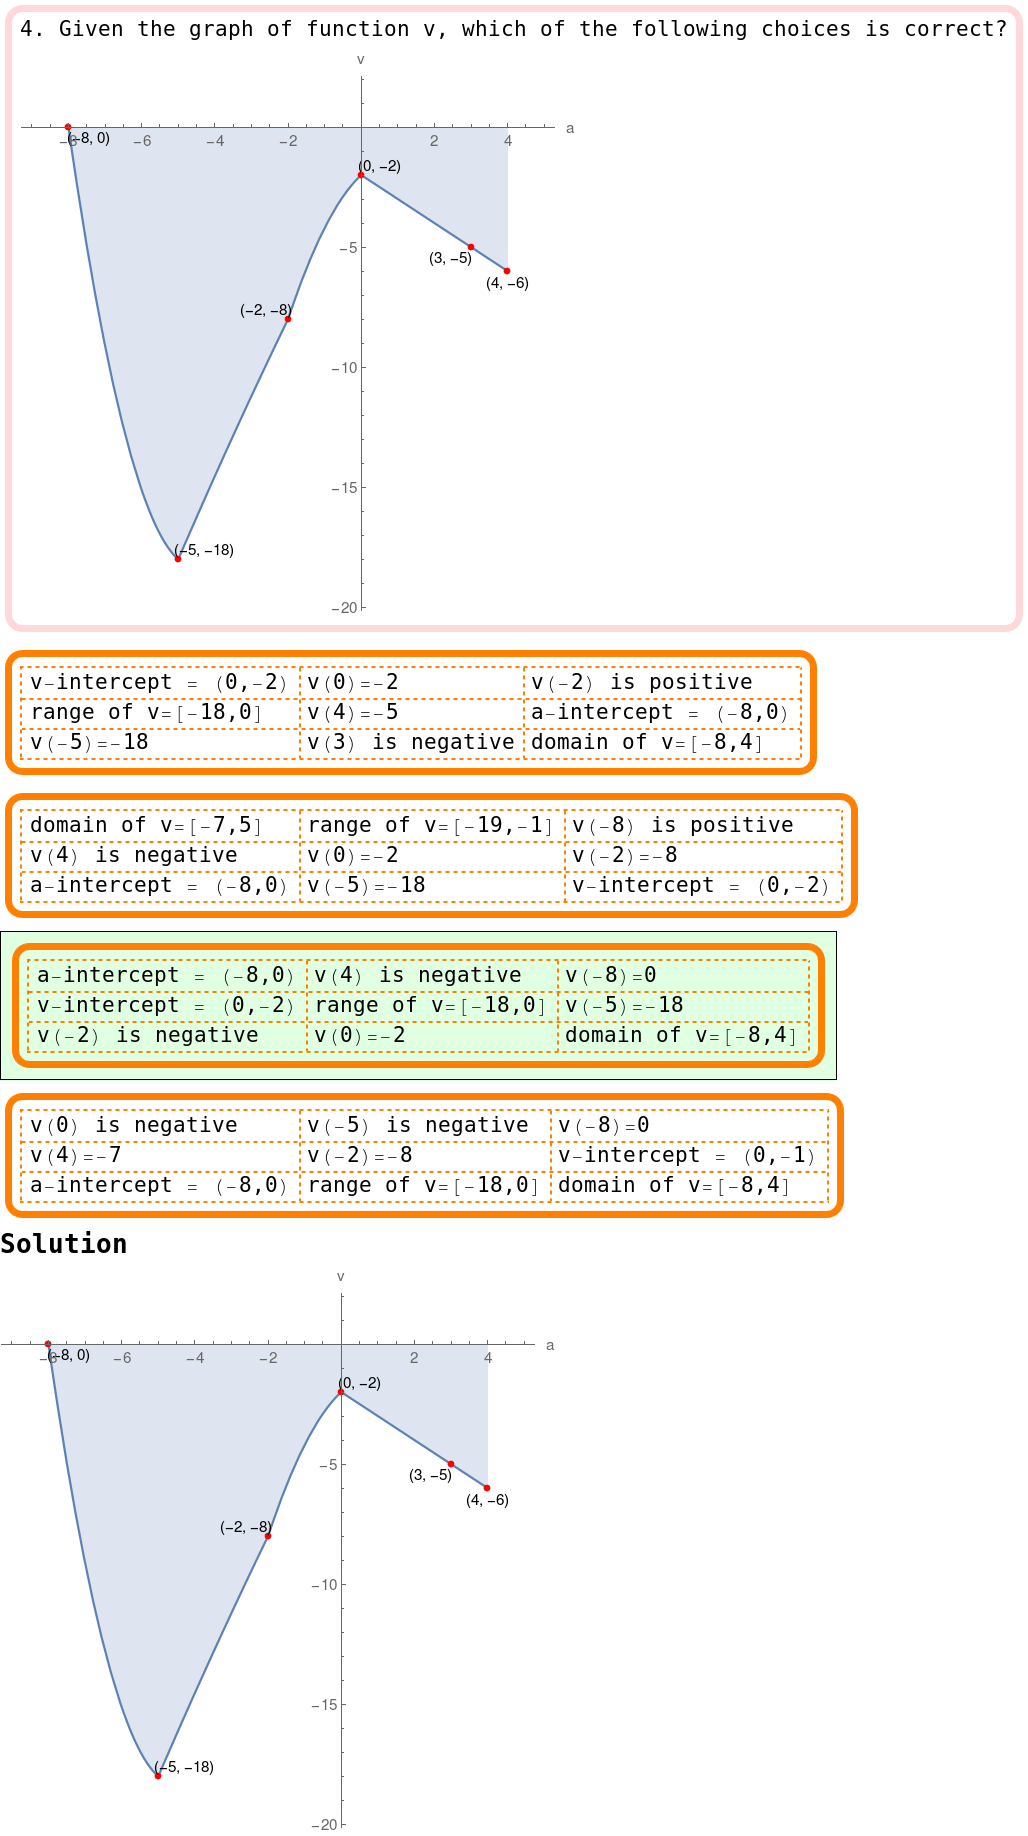 4. Given the graph of function v, which of the following choices is correct?
v
a
-8 -6 -4 -2 2 4
(-8, 0)
(0, -2)
-5
(3, -5)
(4, -6)
(-2, -8)
-10
-15
(-5, -18)
-20
v-intercept = (0,-2) v(0)=-2 v(-2) is positive
range of v=[-18,0] v(4)=-5 a-intercept = (-8,0)
v(-5)=-18 v(3) is negative domain of v=[-8,4]
domain of v=[-7,5] range of v=[-19,-1] v(-8) is positive
v(4) is negative v(0)=-2 v(-2)=-8
a-intercept = (-8,0) v(-5)=-18 v-intercept = (0,-2)
a-intercept = (-8,0) v(4) is negative v(-8)=0
v-intercept = (0,-2) range of v=[-18,0] v(-5)=-18
v(-2) is negative v(0)=-2 domain of v=[-8,4]
v(0) is negative v(-5) is negative v(-8)=0
v(4)=-7 v(-2)=-8 v-intercept = (0,-1)
a-intercept = (-8,0) range of v=[-18,0] domain of v=[-8,4]
Solution
v
a
-8 -6 -4 -2 2 4
(-8, 0)
(0, -2)
-5
(3, -5)
(4, -6)
(-2, -8)
-10
-15
(-5, -18)
-20